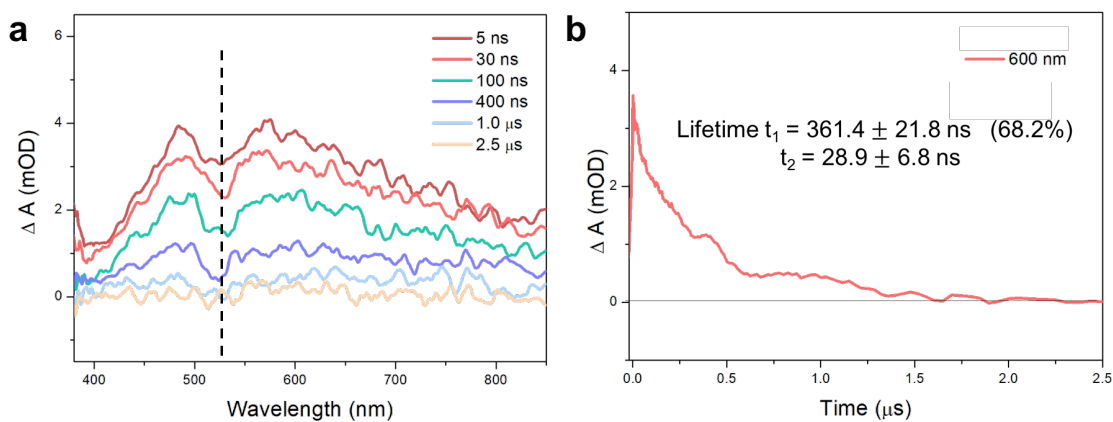 a
6
4
2
0
Δ A (mOD)
5 ns
30 ns
100 ns
400 ns
1.0 μs
2.5 μs
400 500 600 700 800
Wavelength (nm)
b
4
2
0
Δ A (mOD)
600 nm
Lifetime t1 = 361.4 ± 21.8 ns (68.2%)
t2 = 28.9 ± 6.8 ns
0.0 0.5 1.0 1.5 2.0 2.5
Time (μs)